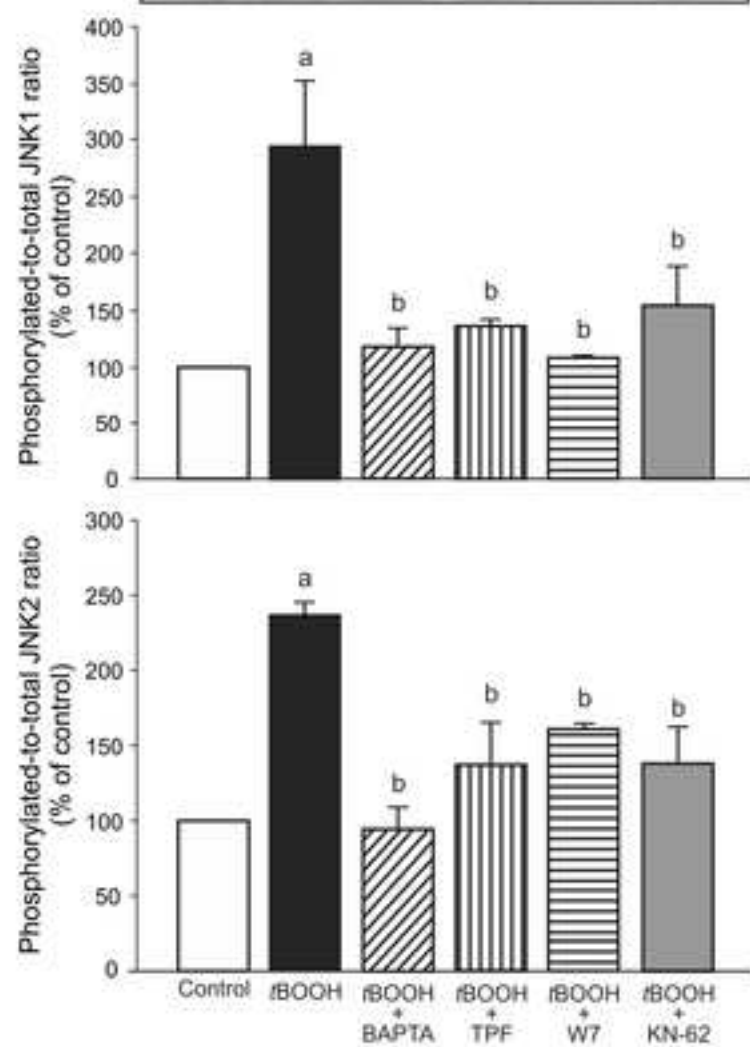 Phosphorylated-to-total JNK1 ratio
(% of control)
400
350
300
250
200
150
100
50
0
a
b
b
b
b
Phosphorylated-to-total JNK2 ratio
(% of control)
300
250
200
150
100
50
0
a
b
b
b
b
Control
tBOOH
tBOOH
+
BAPTA
tBOOH
+
TPF
tBOOH
+
W7
tBOOH
+
KN-62